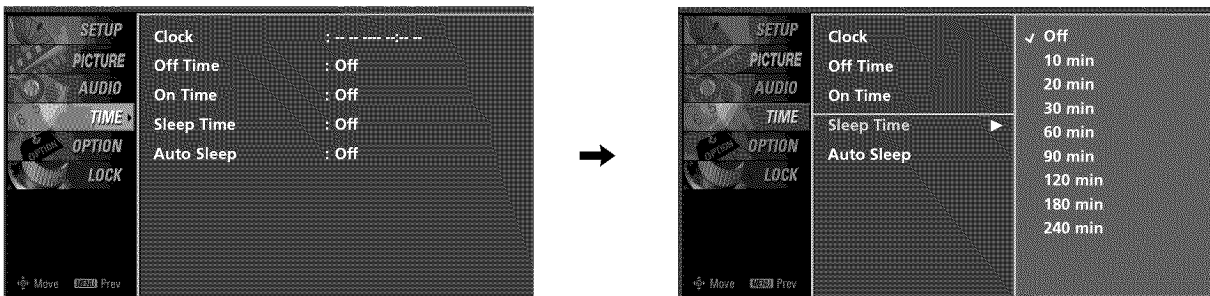 SETUP
PICTURE
AUDIO
TIME
OPTION
LOCK
Clock : -- -- ---- --:-- --
Off Time : Off
On Time : Off
Sleep Time : Off
Auto Sleep : Off
OPTION
Move MENU Prev
SETUP
PICTURE
AUDIO
TIME
OPTION
LOCK
Clock
Off Time
On Time
Sleep Time ▶
Auto Sleep
OPTION
✓ Off
10 min
20 min
30 min
60 min
90 min
120 min
180 min
240 min
Move MENU Prev